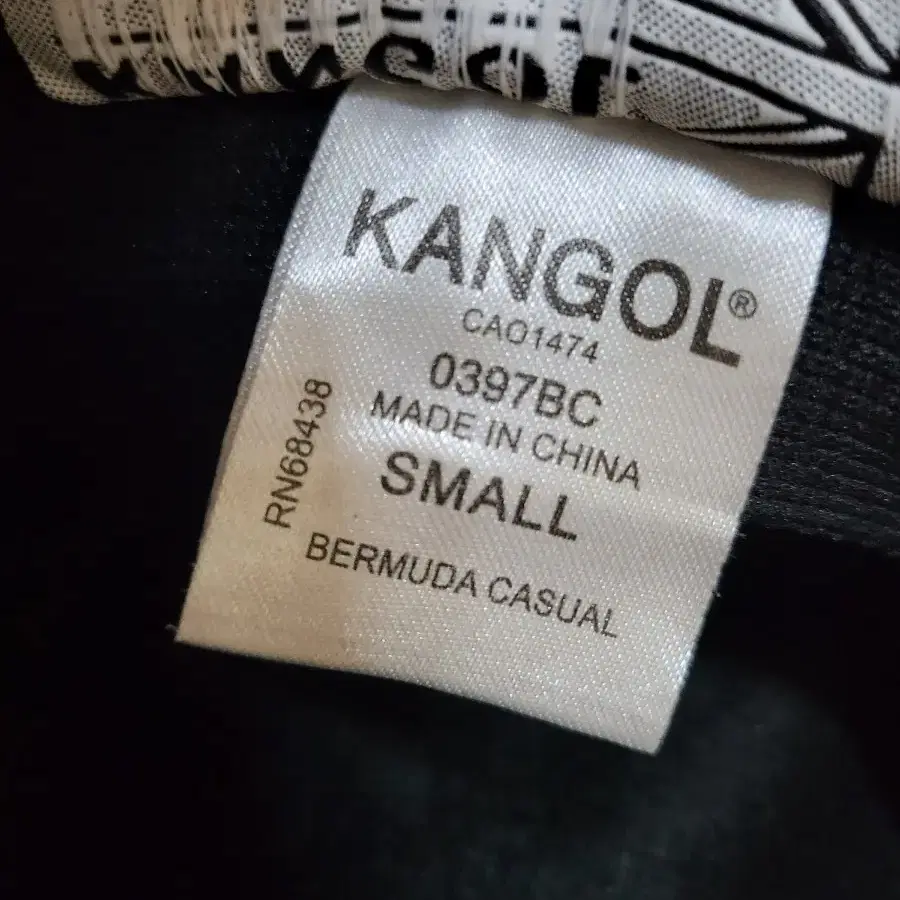 KANGOL®
CA01474
0397BC
MADE IN CHINA
SMALL
BERMUDA CASUAL
RN68438